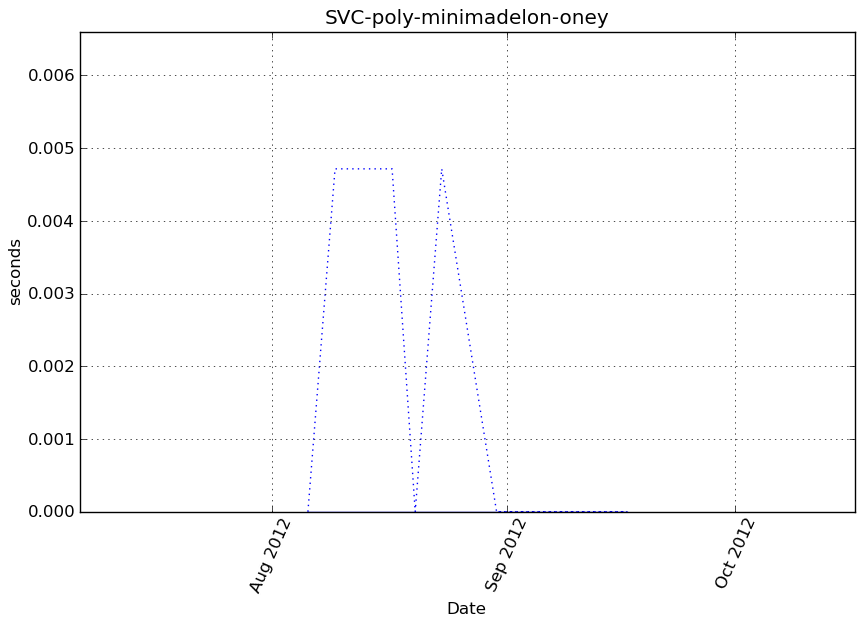 SVC-poly-minimadelon-oney
0.006
0.005
0.004
0.003
0.002
0.001
0.000
seconds
Aug 2012
Sep 2012
Oct 2012
Date